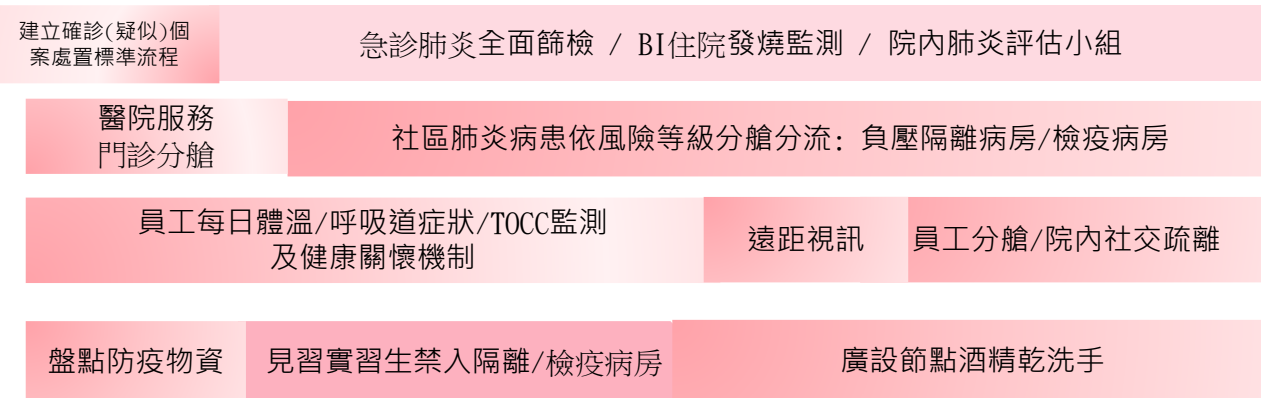 建立確診(疑似)個
案處置標準流程
急診肺炎全面篩檢 / BI住院發燒監測 / 院內肺炎評估小組
醫院服務
門診分艙
社區肺炎病患依風險等級分艙分流: 負壓隔離病房/檢疫病房
員工每日體溫/呼吸道症狀/TOCC監測
及健康關懷機制
遠距視訊
員工分艙/院內社交疏離
盤點防疫物資
見習實習生禁入隔離/檢疫病房
廣設節點酒精乾洗手